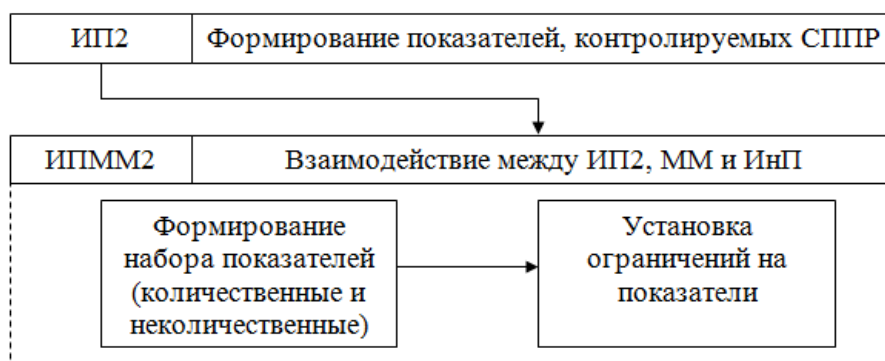 ИП2 Формирование показателей, контролируемых СППР
ИПММ2 Взаимодействие между ИП2, ММ и ИнП
Формирование
набора показателей
(количественные и
неколичественные)
Установка
ограничений на
показатели